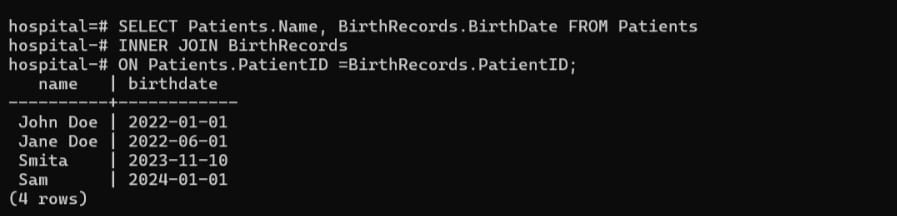 hospital=# SELECT Patients.Name, BirthRecords.BirthDate FROM Patients
hospital-# INNER JOIN BirthRecords
hospital-# ON Patients.PatientID =BirthRecords.PatientID;
   name   | birthdate
----------+------------
 John Doe | 2022-01-01
 Jane Doe | 2022-06-01
 Smita    | 2023-11-10
 Sam      | 2024-01-01
(4 rows)